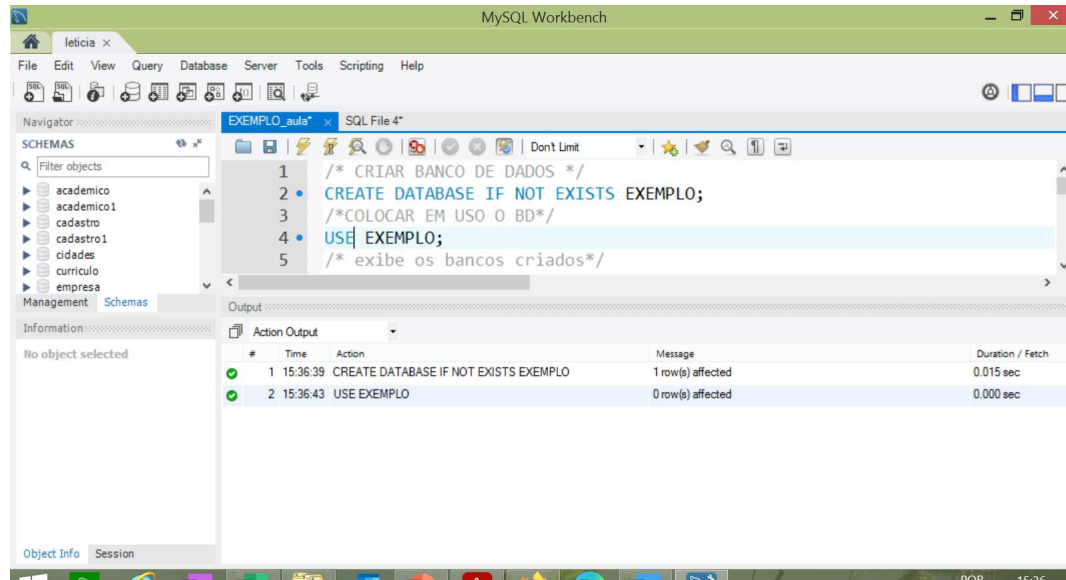 MySQL Workbench
leticia
File Edit View Query Database Server Tools Scripting Help
Navigator
SCHEMAS
Filter objects
academico
academico1
cadastro
cadastro1
cidades
curriculo
empresa
Management Schemas
Information
No object selected
Object Info Session
EXEMPLO_aula* SQL File 4*
Don't Limit
1 /* CRIAR BANCO DE DADOS */
2 CREATE DATABASE IF NOT EXISTS EXEMPLO;
3 /*COLOCAR EM USO O BD*/
4 USE EXEMPLO;
5 /* exibe os bancos criados*/
Output
Action Output
# Time Action Message Duration / Fetch
1 15:36:39 CREATE DATABASE IF NOT EXISTS EXEMPLO 1 row(s) affected 0.015 sec
2 15:36:43 USE EXEMPLO 0 row(s) affected 0.000 sec